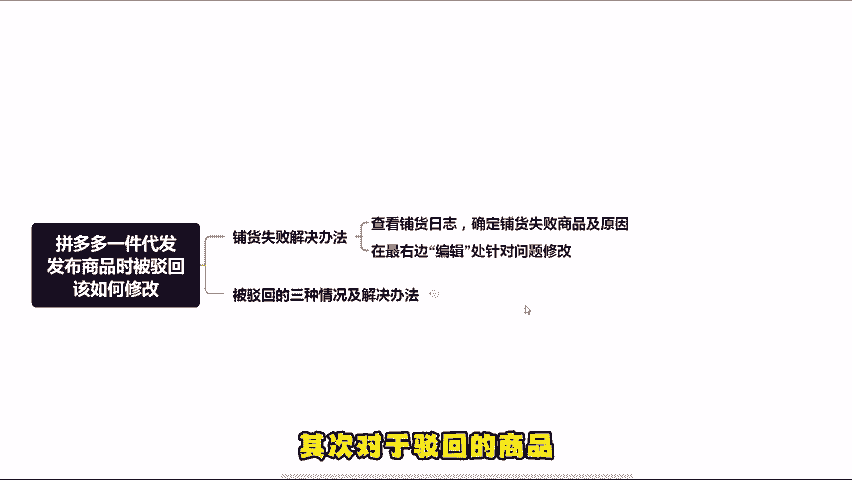 拼多多一件代发
发布商品时被驳回
该如何修改
铺货失败解决办法
查看铺货日志，确定铺货失败商品及原因
在最右边“编辑”处针对问题修改
被驳回的三种情况及解决办法
其次对于驳回的商品